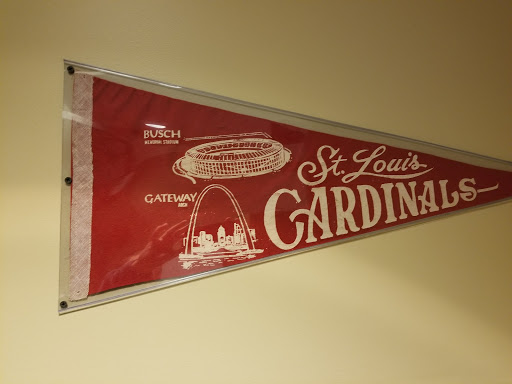 BUSCH
MEMORIAL STADIUM
GATEWAY
ARCH
St. Louis
CARDINALS